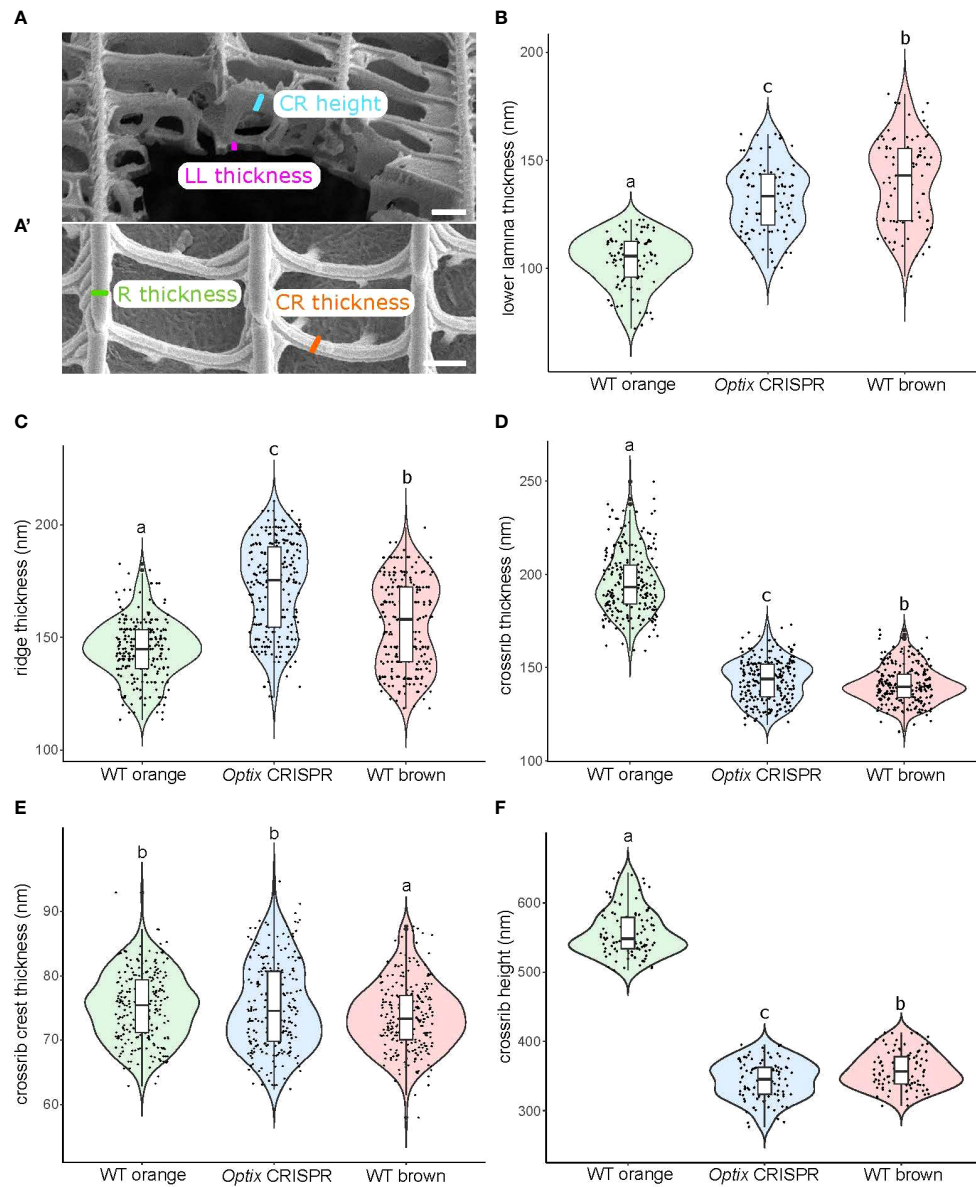 A
CR height
LL thickness
A'
R thickness
CR thickness
B
lower lamina thickness (nm)
200
150
100
a
c
b
WT orange
Optix CRISPR
WT brown
C
ridge thickness (nm)
200
150
100
a
c
b
WT orange
Optix CRISPR
WT brown
D
crossrib thickness (nm)
250
200
150
100
a
c
b
WT orange
Optix CRISPR
WT brown
E
crossrib crest thickness (nm)
90
80
70
60
b
b
a
WT orange
Optix CRISPR
WT brown
F
crossrib height (nm)
600
500
400
300
a
c
b
WT orange
Optix CRISPR
WT brown